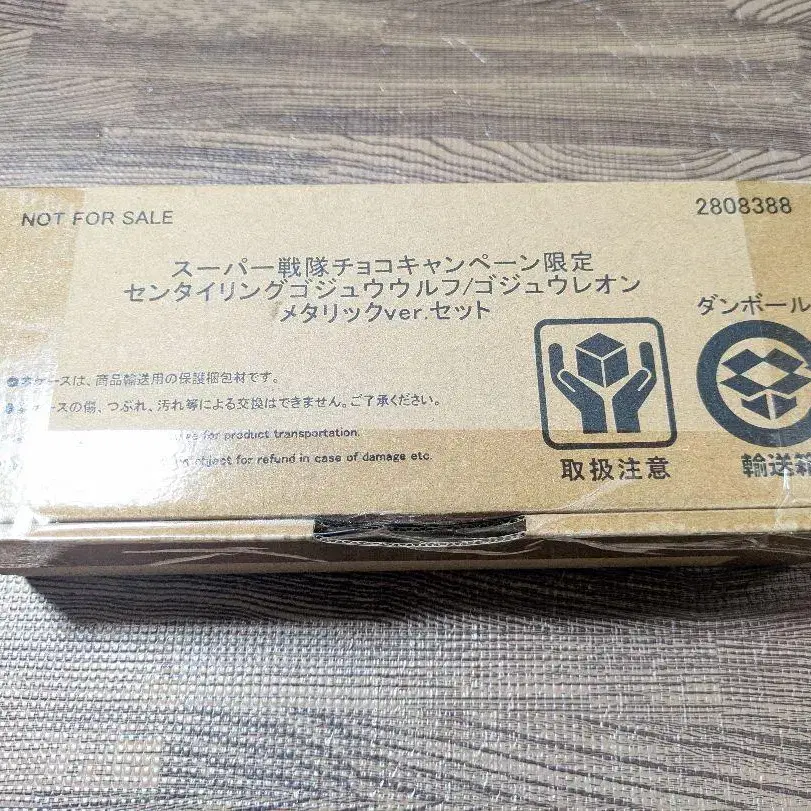 NOT FOR SALE
2808388
スーパー戦隊チョコキャンペーン限定
センタイリングゴジュウウルフ/ゴジュウレオン
メタリックver.セット
ダンボール
●本ケースは、商品輸送用の保護梱包材です。
ースの傷、つぶれ、汚れ等による交換はできません。ご了承ください。
for product transportation.
object for refund in case of damage etc.
取扱注意
輸送箱